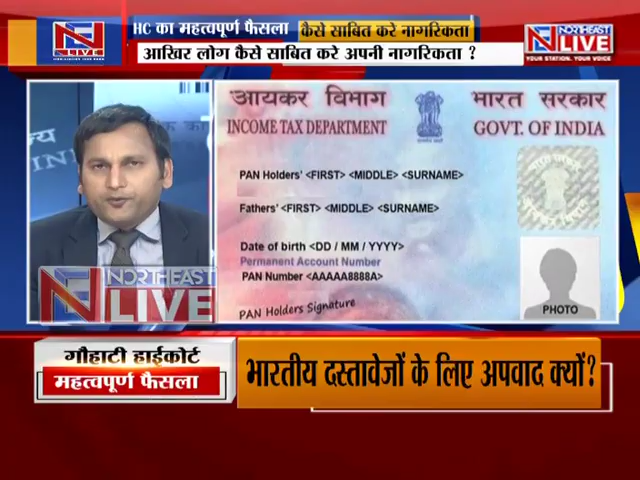 NE
LIVE
HC का महत्वपूर्ण फैसला
कैसे साबित करे नागरिकता
आखिर लोग कैसे साबित करे अपनी नागरिकता ?
NORTHEAST
LIVE
YOUR STATION. YOUR VOICE
आयकर विभाग
INCOME TAX DEPARTMENT
भारत सरकार
GOVT. OF INDIA
PAN Holders' <FIRST> <MIDDLE> <SURNAME>
Fathers' <FIRST> <MIDDLE> <SURNAME>
Date of birth <DD / MM / YYYY>
Permanent Account Number
PAN Number <AAAAA8888A>
PAN Holders Signature
PHOTO
NORTHEAST
LIVE
गौहाटी हाईकोर्ट
महत्वपूर्ण फैसला
भारतीय दस्तावेजों के लिए अपवाद क्यों?